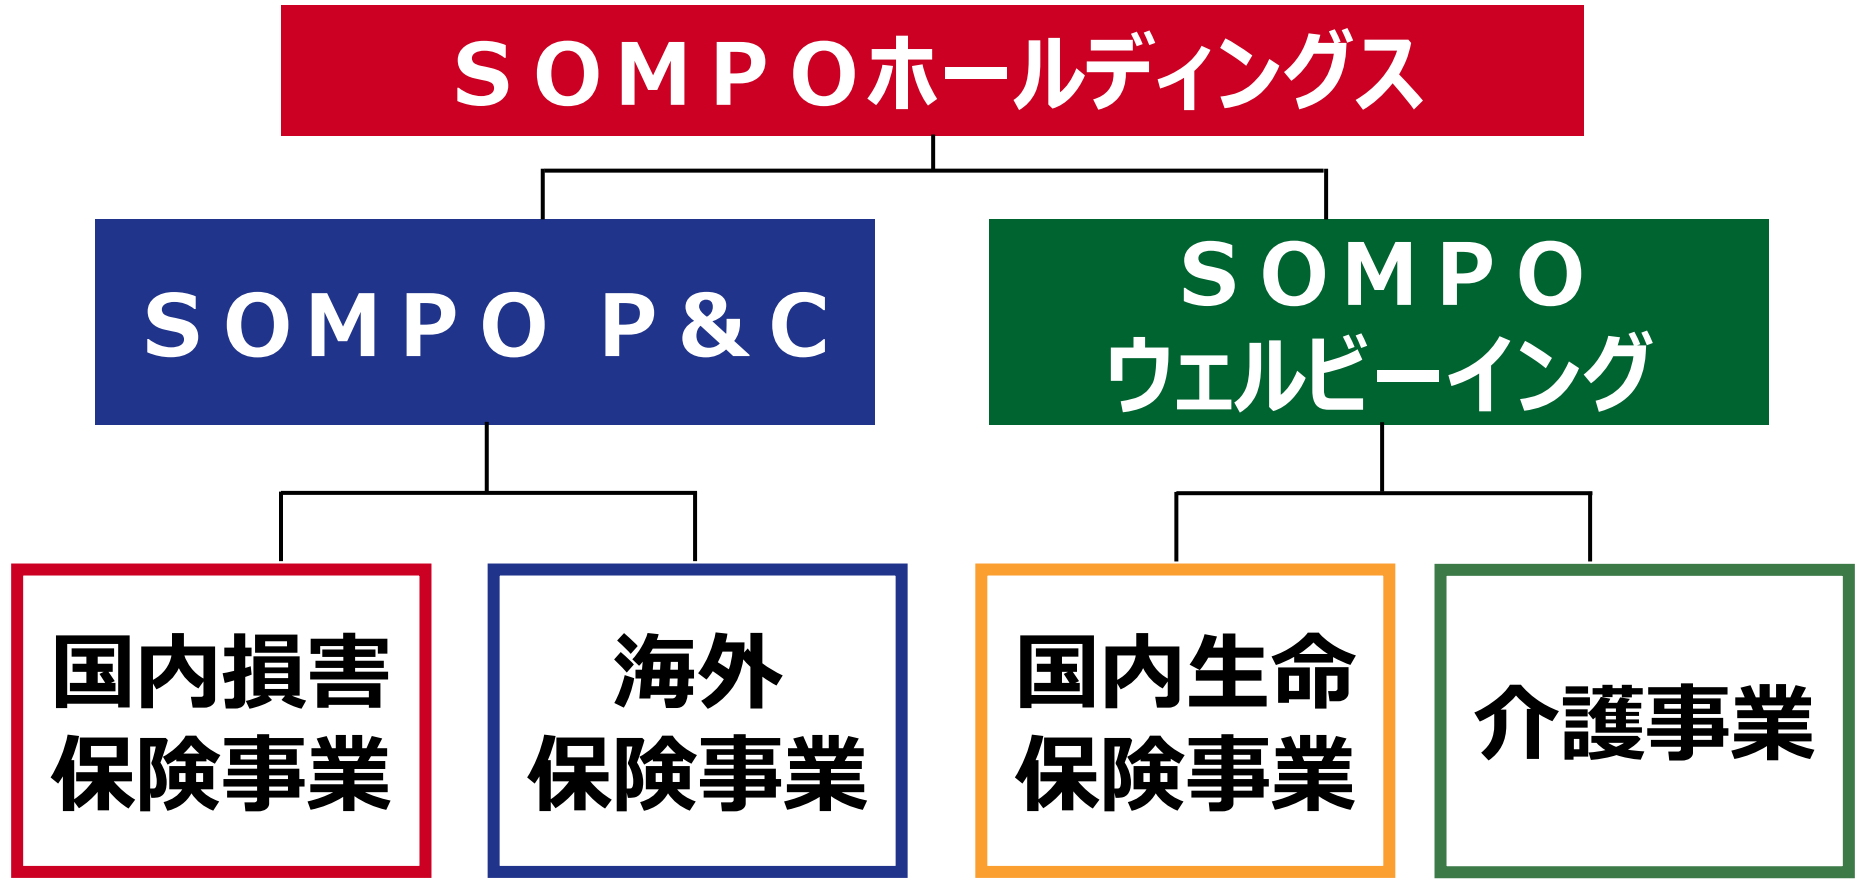 ＳＯＭＰＯホールディングス
ＳＯＭＰＯ Ｐ＆Ｃ
ＳＯＭＰＯ
ウェルビーイング
国内損害
保険事業
海外
保険事業
国内生命
保険事業
介護事業